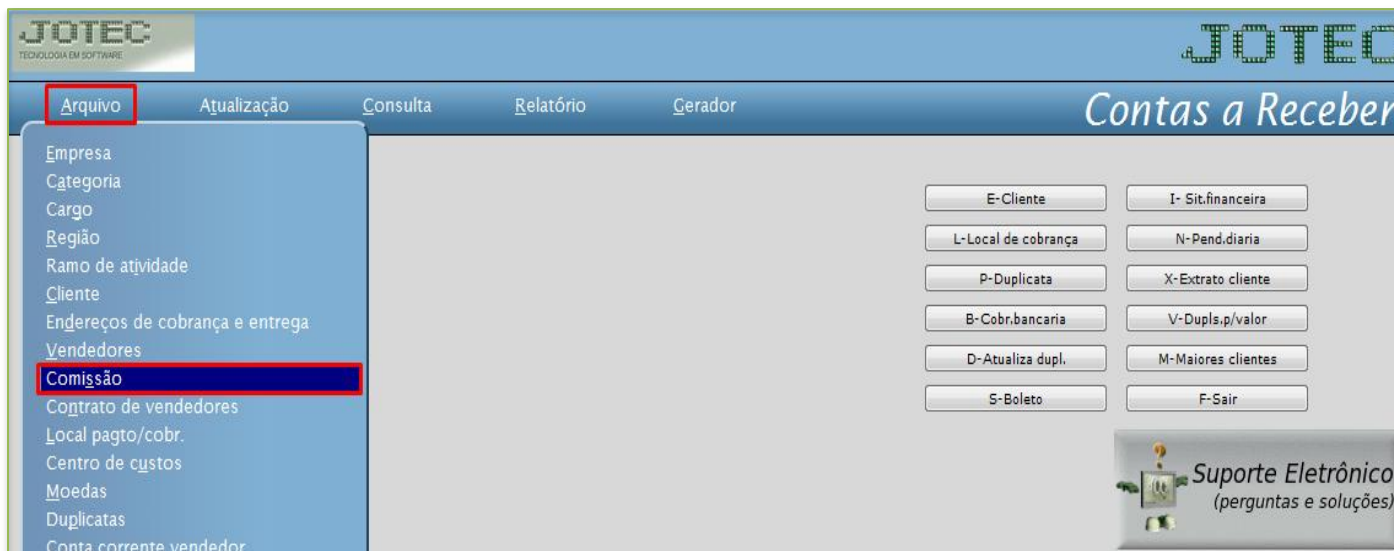 JOTEC
TECNOLOGIA EM SOFTWARE
JOTEC
Arquivo Atualização Consulta Relatório Gerador
Contas a Receber
Empresa
Categoria
Cargo
Região
Ramo de atividade
Cliente
Endereços de cobrança e entrega
Vendedores
Comissão
Contrato de vendedores
Local pagto/cobr.
Centro de custos
Moedas
Duplicatas
Conta corrente vendedor
E-Cliente I- Sit.financeira
L-Local de cobrança N-Pend.diaria
P-Duplicata X-Extrato cliente
B-Cobr.bancaria V-Dupls.p/valor
D-Atualiza dupl. M-Maiores clientes
S-Boleto F-Sair
Suporte Eletrônico
(perguntas e soluções)